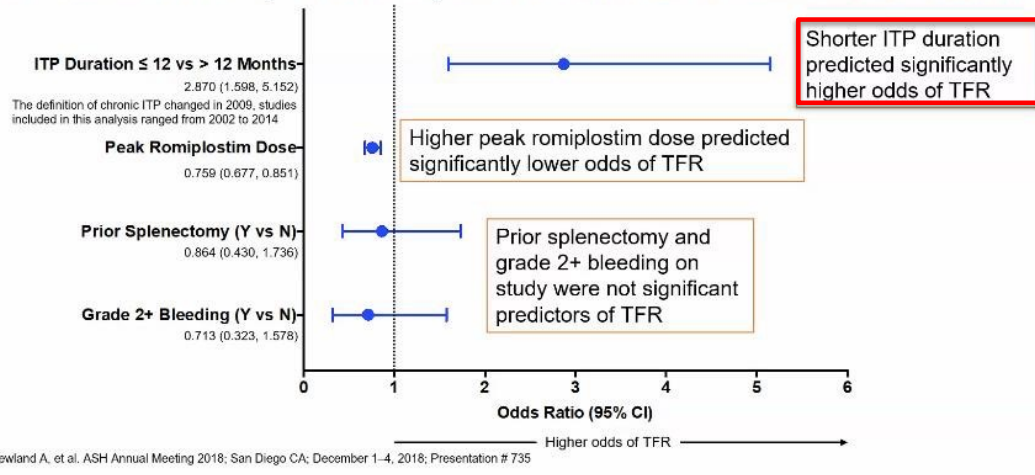 ITP Duration ≤ 12 vs > 12 Months
2.870 (1.598, 5.152)
The definition of chronic ITP changed in 2009, studies
included in this analysis ranged from 2002 to 2014
Shorter ITP duration
predicted significantly
higher odds of TFR
Peak Romiplostim Dose
0.759 (0.677, 0.851)
Higher peak romiplostim dose predicted
significantly lower odds of TFR
Prior Splenectomy (Y vs N)
0.864 (0.430, 1.736)
Prior splenectomy and
grade 2+ bleeding on
study were not significant
predictors of TFR
Grade 2+ Bleeding (Y vs N)
0.713 (0.323, 1.578)
0 1 2 3 4 5 6
Odds Ratio (95% CI)
Higher odds of TFR
ewland A, et al. ASH Annual Meeting 2018; San Diego CA; December 1–4, 2018; Presentation # 735